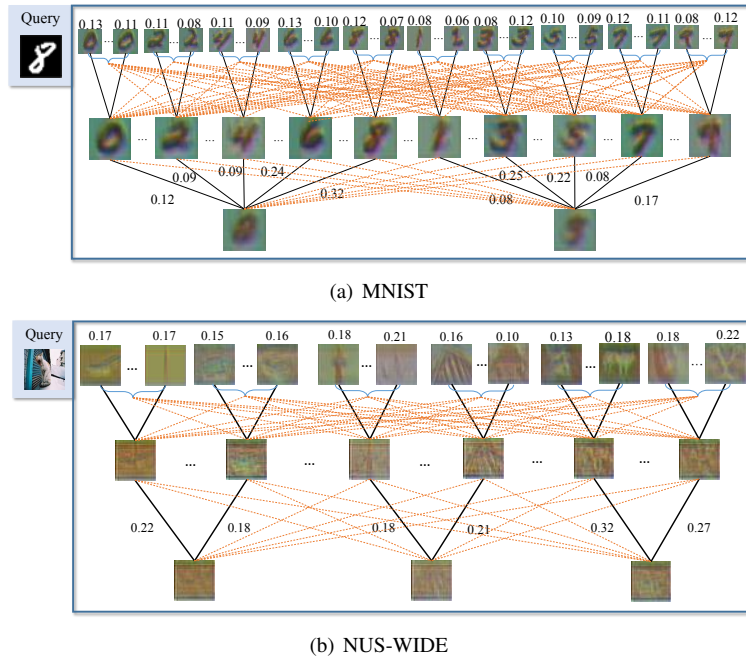 Query
0.13 0.11 0.11 0.08 0.11 0.09 0.13 0.10 0.12 0.07 0.08 0.06 0.08 0.12 0.10 0.09 0.12 0.11 0.08 0.12
... ... ... ... ... ... ... ... ... ...
... ... ... ... ... ... ... ... ...
0.12 0.09 0.09 0.24 0.32 0.08 0.25 0.22 0.08 0.17
(a) MNIST
Query
0.17 0.17 0.15 0.16 0.18 0.21 0.16 0.10 0.13 0.18 0.18 0.22
... ... ... ... ... ...
... ... ... ... ...
0.22 0.18 0.18 0.21 0.32 0.27
(b) NUS-WIDE